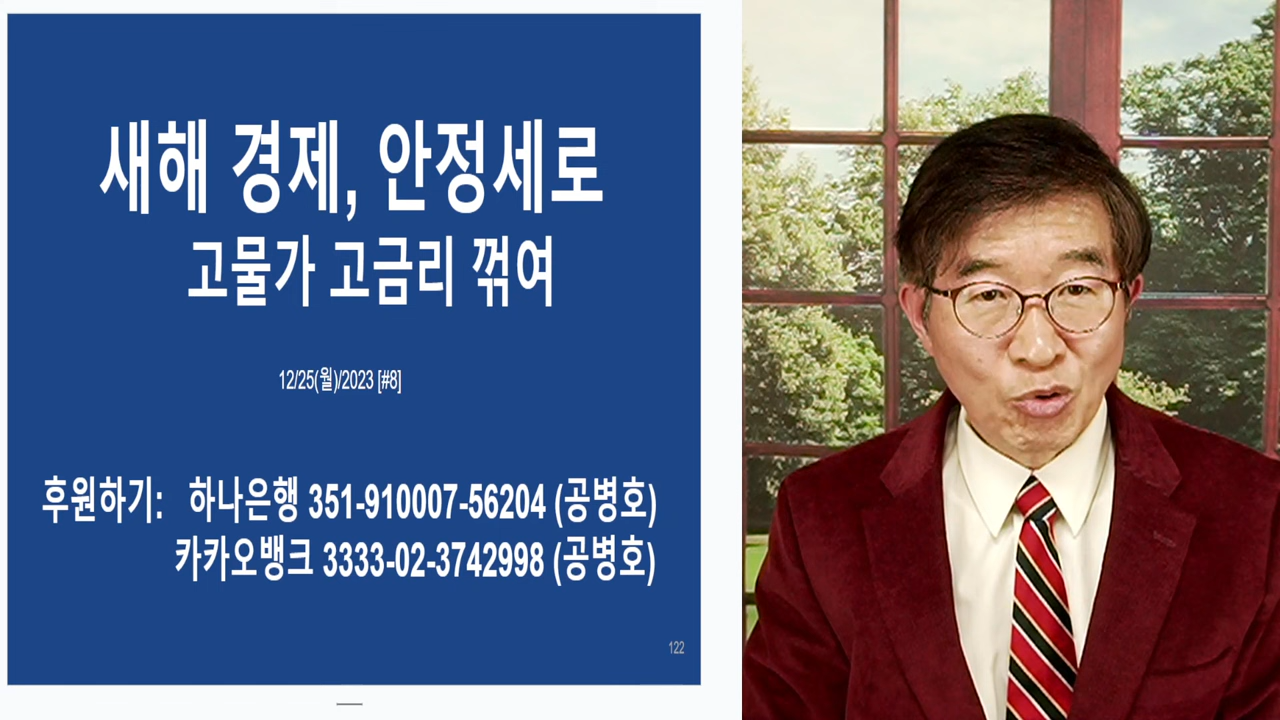 새해 경제, 안정세로
고물가 고금리 꺾여
12/25(월)/2023 [#8]
후원하기: 하나은행 351-910007-56204 (공병호)
카카오뱅크 3333-02-3742998 (공병호)
122